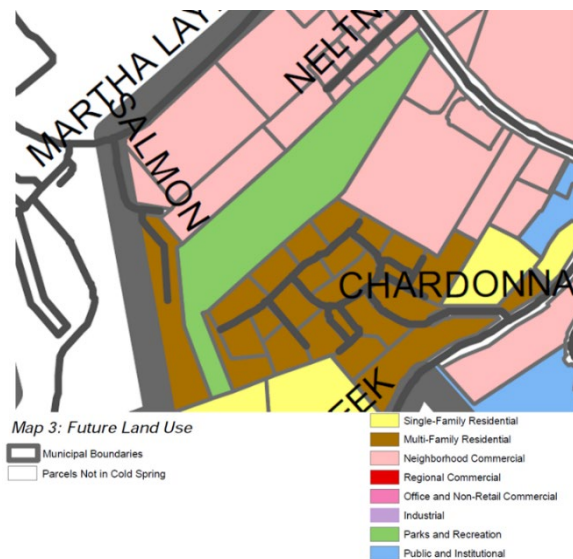 MARTHA LAY
NELTN
SALMON
CHARDONNA
EEK
Map 3: Future Land Use
Municipal Boundaries
Parcels Not in Cold Spring
Single-Family Residential
Multi-Family Residential
Neighborhood Commercial
Regional Commercial
Office and Non-Retail Commercial
Industrial
Parks and Recreation
Public and Institutional